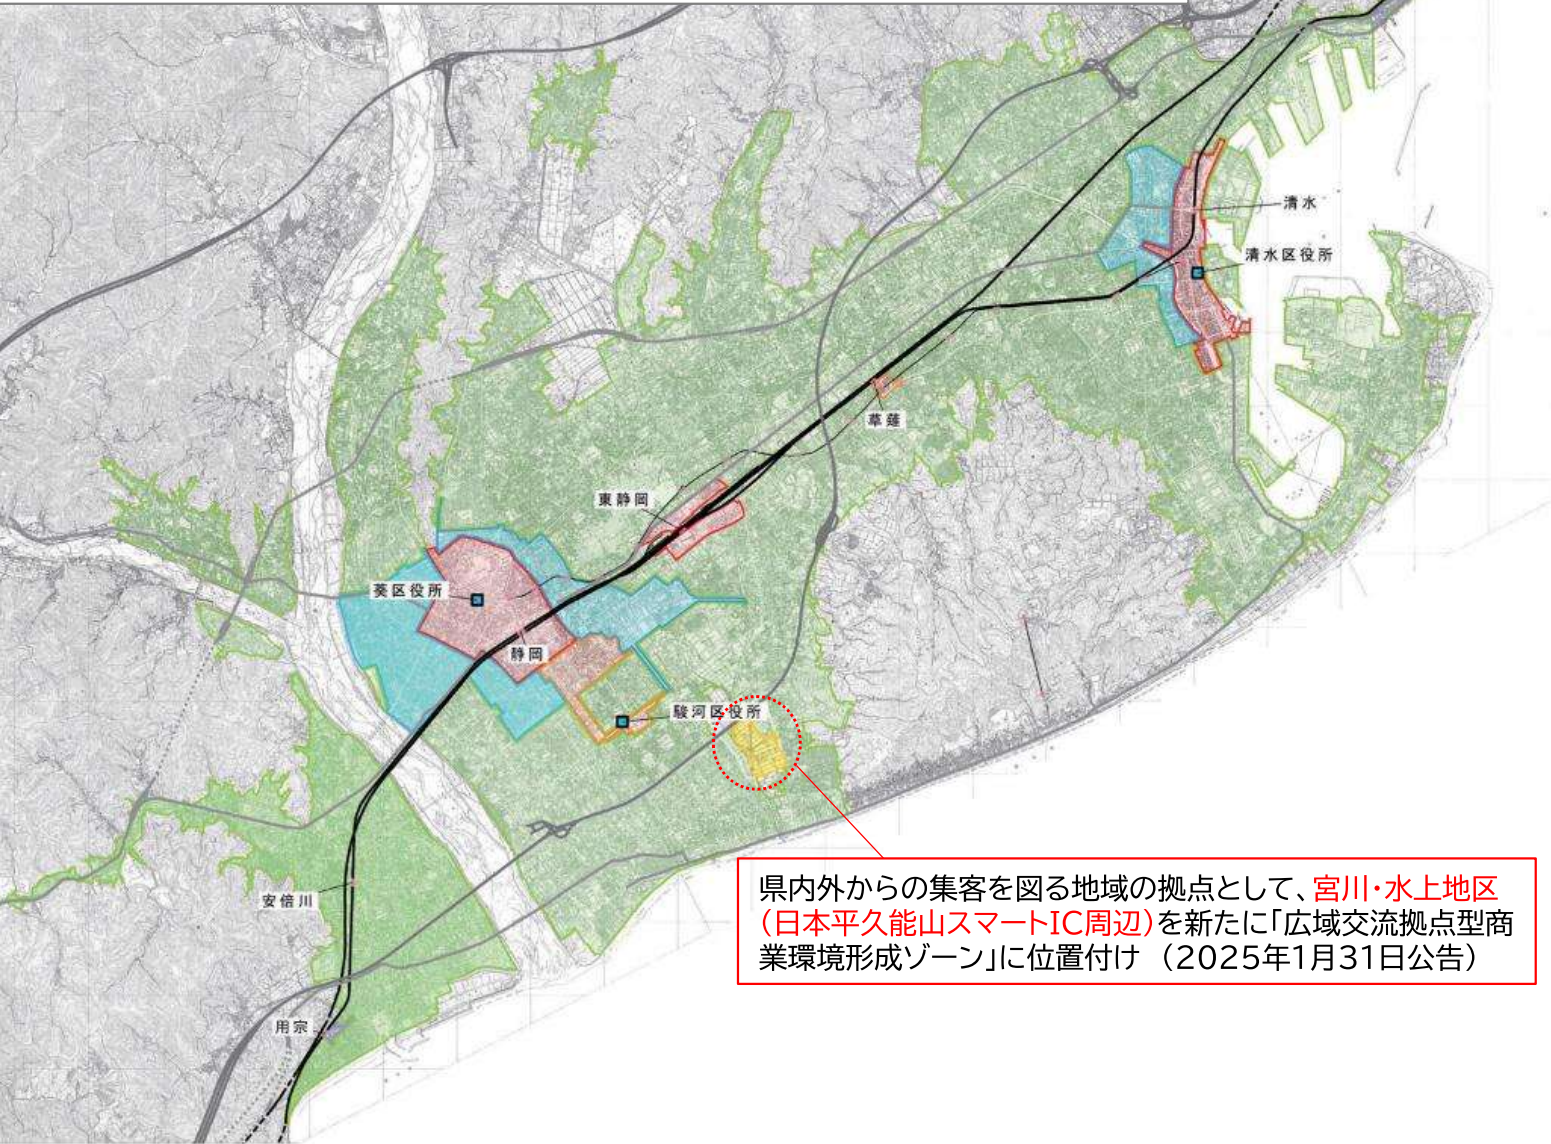 清水
清水区役所
草薙
東静岡
葵区役所
静岡
駿河区役所
県内外からの集客を図る地域の拠点として、宮川・水上地区
（日本平久能山スマートIC周辺）を新たに「広域交流拠点型商
業環境形成ゾーン」に位置付け （2025年1月31日公告）
安倍川
用宗